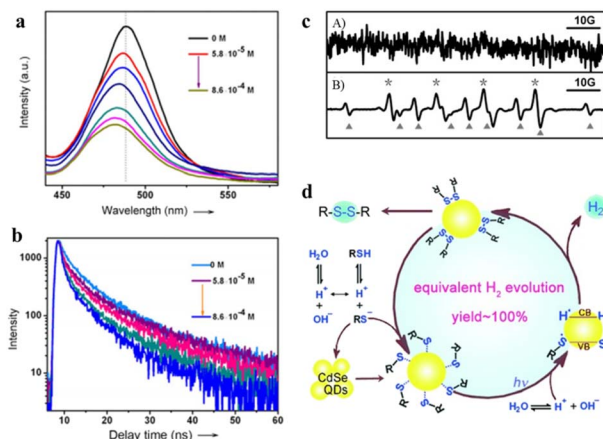 a
Intensity (a.u.)
0 M
5.8·10⁻⁵ M
8.6·10⁻⁴ M
450
500
550
Wavelength (nm)
b
Intensity
1000
100
10
0 M
5.8·10⁻⁵ M
8.6·10⁻⁴ M
10
20
30
40
50
60
Delay time (ns)
c
A)
10G
B)
10G
* * * *
d
R-S-S-R
H₂
H₂O
RSH
H⁺
H⁺
+
+
OH⁻
RS⁻
equivalent H₂ evolution
yield~100%
CdSe
QDs
hν
CB
VB
H₂O ⇌ H⁺ + OH⁻